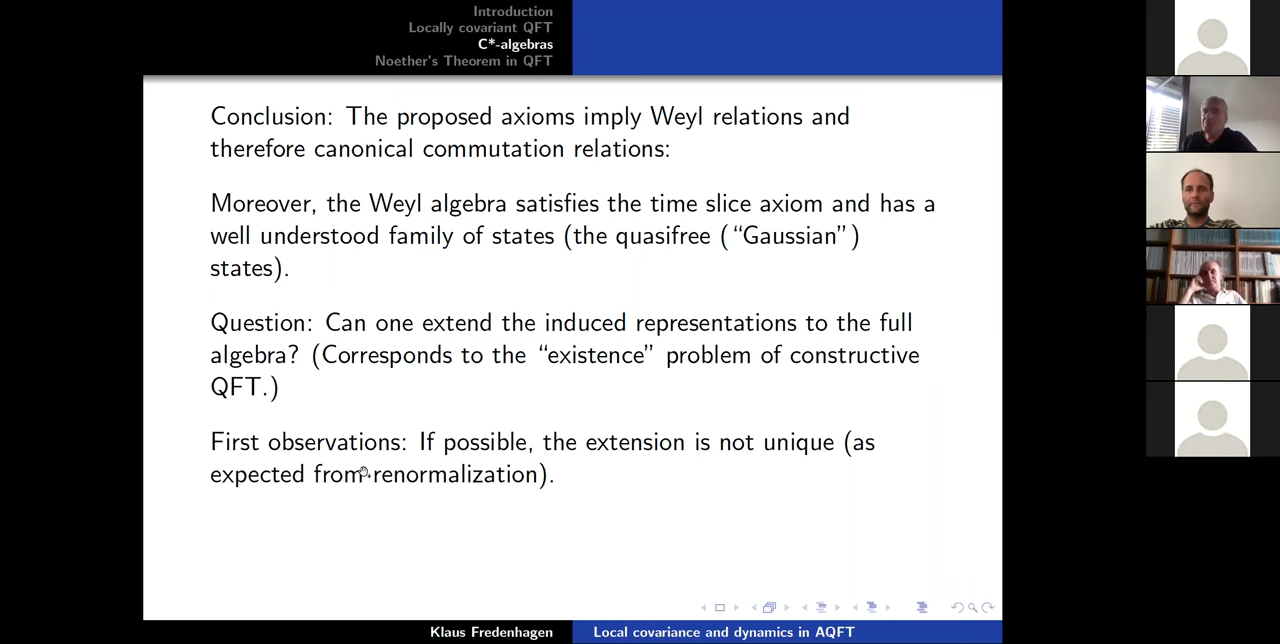 Introduction
Locally covariant QFT
C*-algebras
Noether's Theorem in QFT
Conclusion: The proposed axioms imply Weyl relations and
therefore canonical commutation relations:
Moreover, the Weyl algebra satisfies the time slice axiom and has a
well understood family of states (the quasifree (“Gaussian”)
states).
Question: Can one extend the induced representations to the full
algebra? (Corresponds to the “existence” problem of constructive
QFT.)
First observations: If possible, the extension is not unique (as
expected from renormalization).
Klaus Fredenhagen
Local covariance and dynamics in AQFT